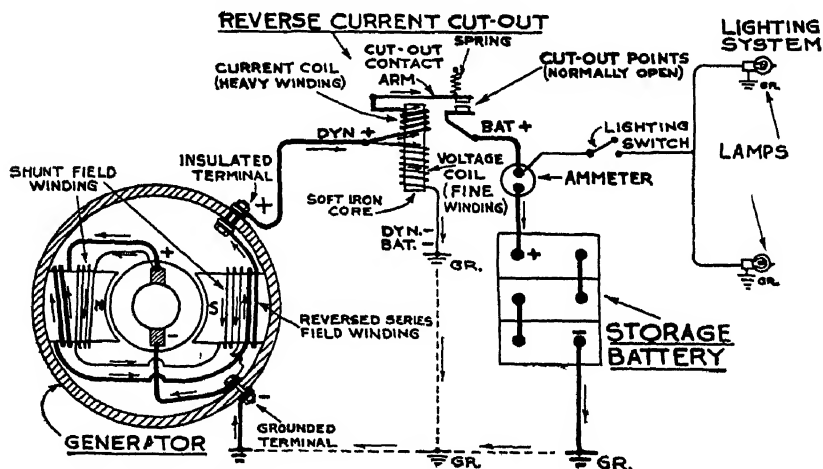 REVERSE CURRENT CUT-OUT
CUT-OUT
CONTACT
ARM
SPRING
CURRENT COIL
(HEAVY WINDING)
CUT-OUT POINTS
(NORMALLY OPEN)
LIGHTING
SYSTEM
GR.
LAMPS
GR.
DYN +
BAT +
LIGHTING
SWITCH
INSULATED
TERMINAL
+
SHUNT FIELD
WINDING
VOLTAGE
COIL
(FINE
WINDING)
AMMETER
SOFT IRON
CORE
DYN.-
BAT.-
GR.
+
-
N
S
+
-
REVERSED SERIES
FIELD WINDING
STORAGE
BATTERY
-
GROUNDED
TERMINAL
GENERATOR
GR.
GR.